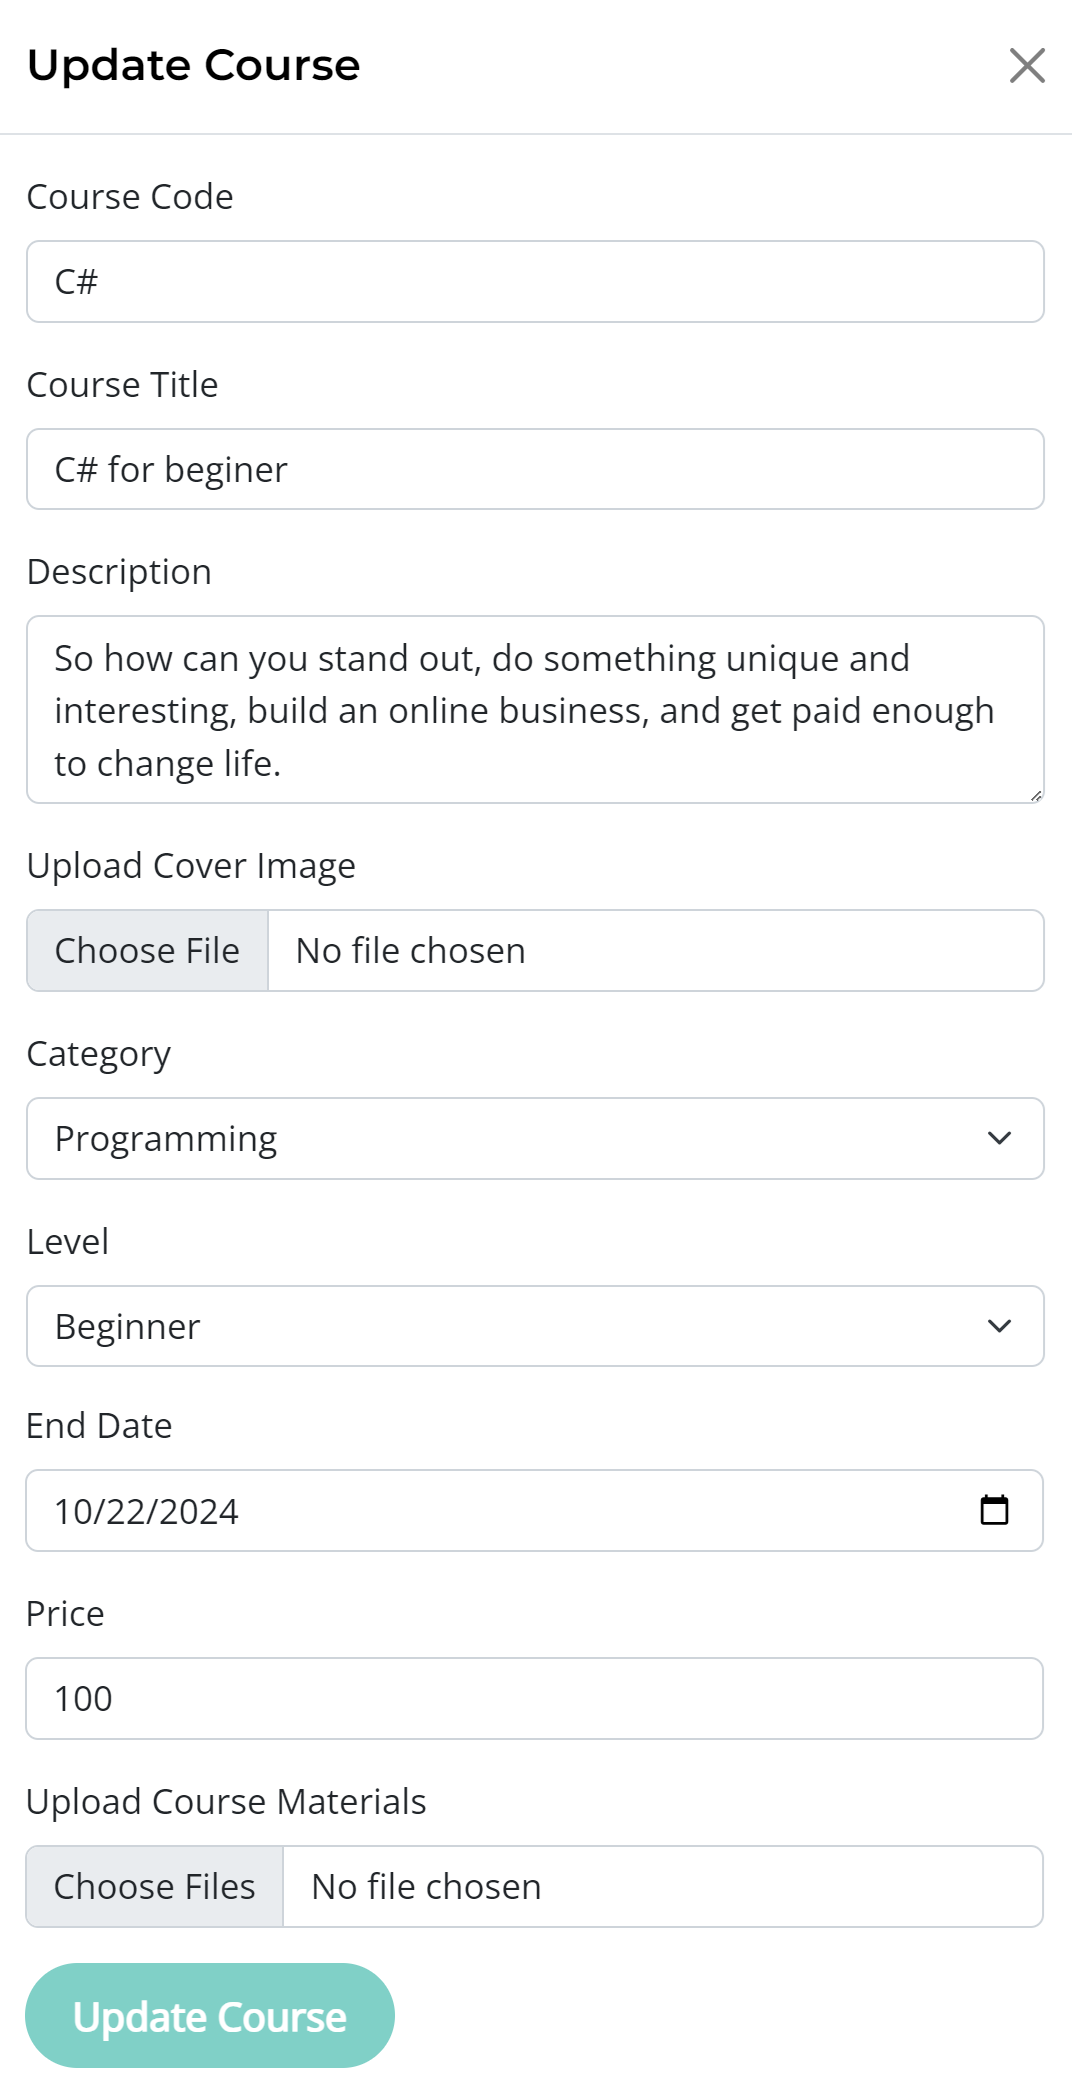 Update Course
Course Code
C#
Course Title
C# for beginer
Description
So how can you stand out, do something unique and
interesting, build an online business, and get paid enough
to change life.
Upload Cover Image
Choose File No file chosen
Category
Programming
Level
Beginner
End Date
10/22/2024
Price
100
Upload Course Materials
Choose Files No file chosen
Update Course